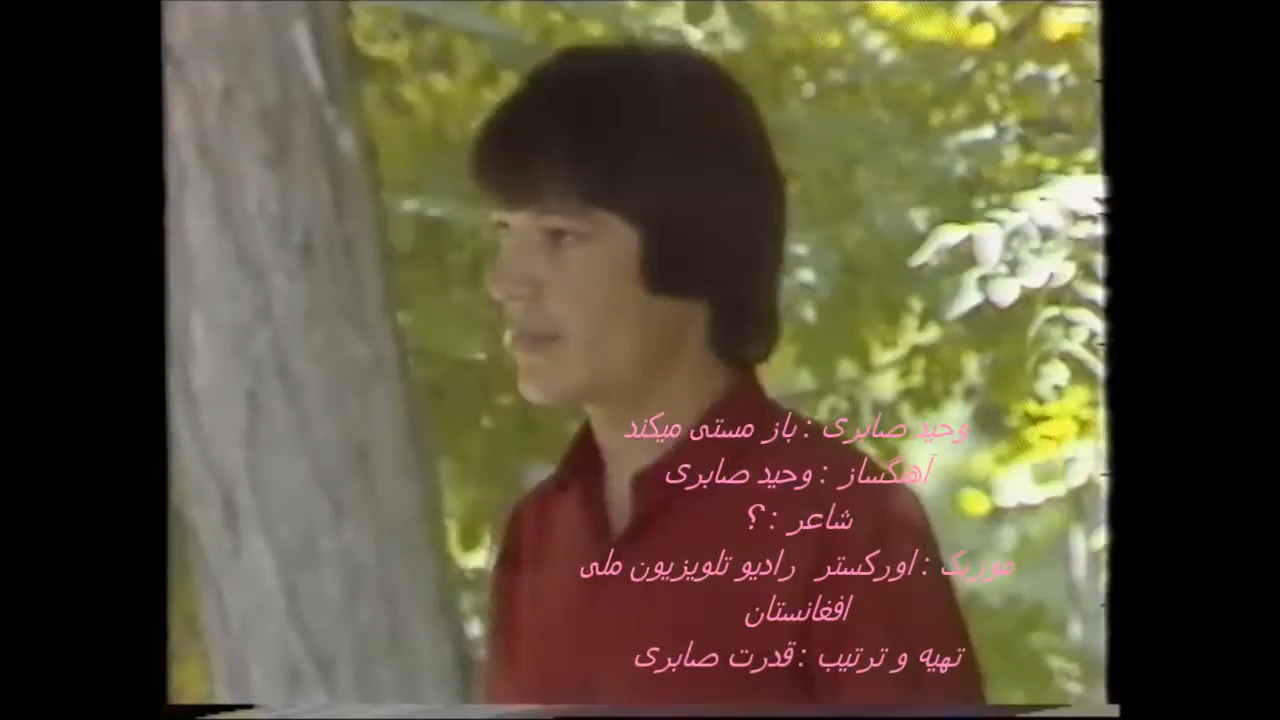 وحید صابری : باز مستی میکند
آهنگساز : وحید صابری
شاعر : ؟
موزیک : اورکستر رادیو تلویزیون ملی
افغانستان
تهیه و ترتیب : قدرت صابری